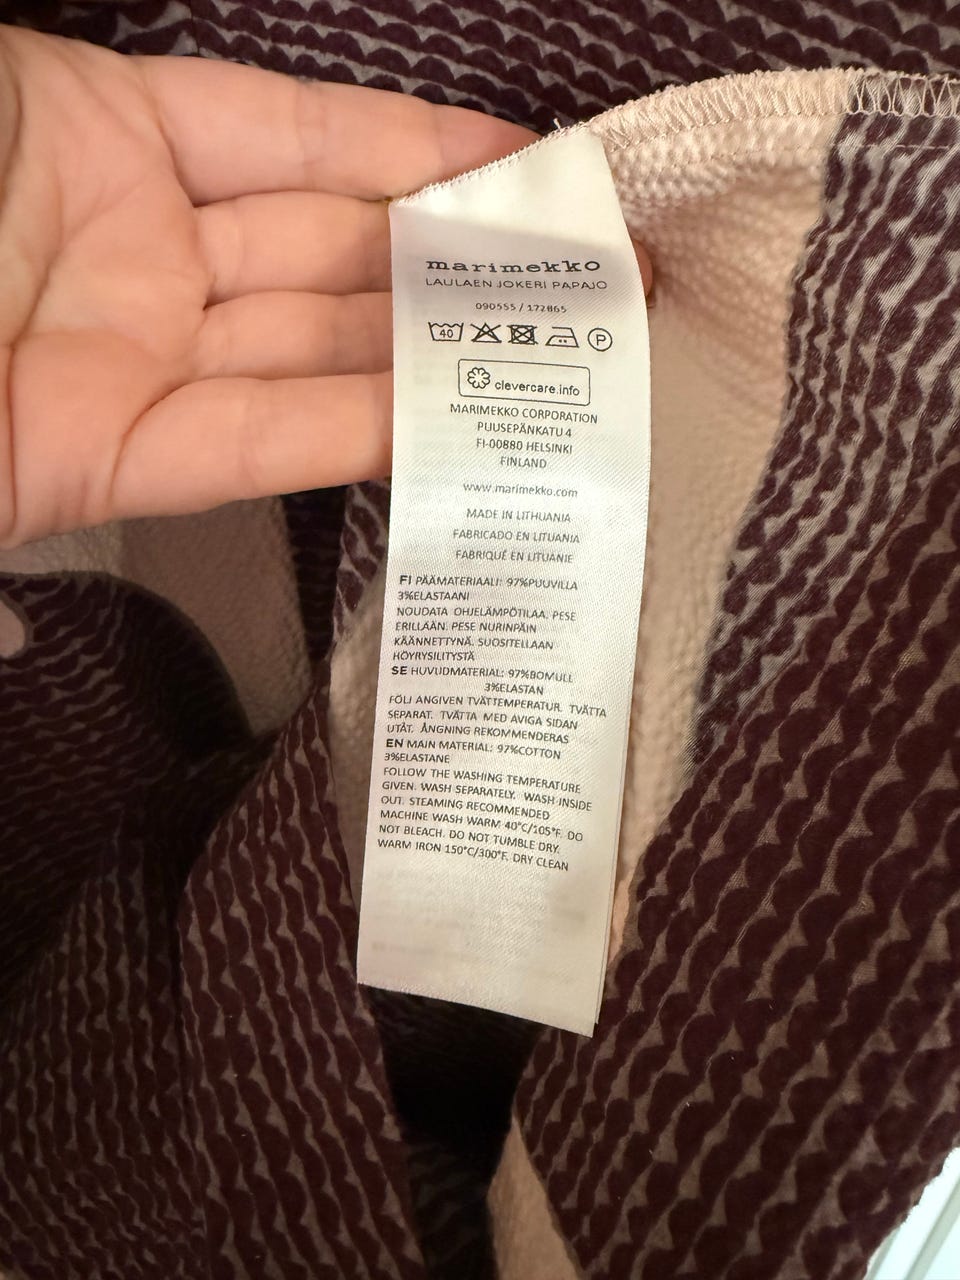 marimekko
LAULAEN JOKERI PAPAJO
090555 / 172865
40 P
clevercare.info
MARIMEKKO CORPORATION
PUUSEPÄNKATU 4
FI-00880 HELSINKI
FINLAND
www.marimekko.com
MADE IN LITHUANIA
FABRICADO EN LITUANIA
FABRIQUÉ EN LITUANIE
FI PÄÄMATERIAALI: 97%PUUVILLA
3%ELASTAANI
NOUDATA OHJELÄMPÖTILAA. PESE
ERILLÄÄN. PESE NURINPÄIN
KÄÄNNETTYNÄ. SUOSITELLAAN
HÖYRYSILITYSTÄ
SE HUVUDMATERIAL: 97%BOMULL
3%ELASTAN
FÖLJ ANGIVEN TVÄTTEMPERATUR. TVÄTTA
SEPARAT. TVÄTTA MED AVIGA SIDAN
UTÅT. ÅNGNING REKOMMENDERAS
EN MAIN MATERIAL: 97%COTTON
3%ELASTANE
FOLLOW THE WASHING TEMPERATURE
GIVEN. WASH SEPARATELY. WASH INSIDE
OUT. STEAMING RECOMMENDED
MACHINE WASH WARM 40°C/105°F. DO
NOT BLEACH. DO NOT TUMBLE DRY.
WARM IRON 150°C/300°F. DRY CLEAN